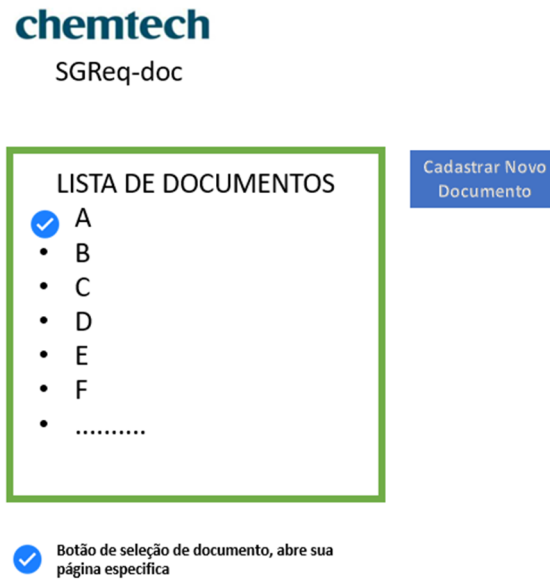 chemtech
SGReq-doc
Cadastrar Novo
Documento
LISTA DE DOCUMENTOS
A
• B
• C
• D
• E
• F
• ..........
Botão de seleção de documento, abre sua
página especifica